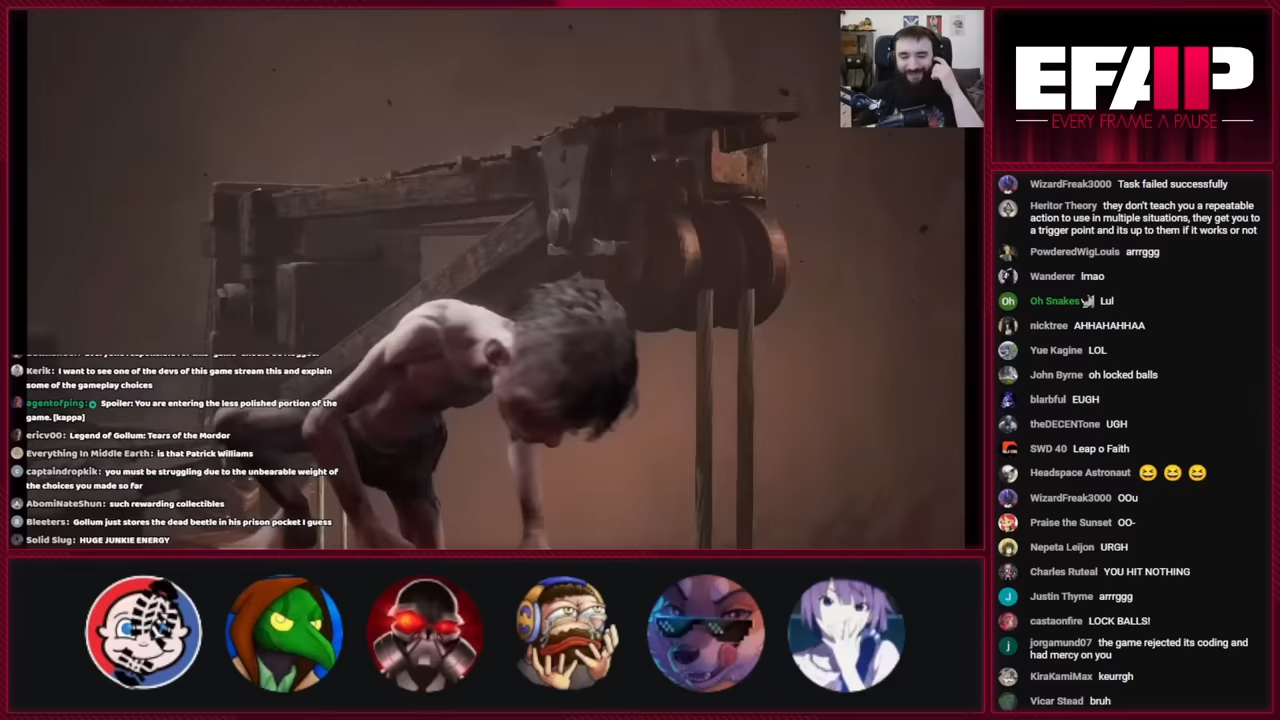 EFAP
EVERY FRAME A PAUSE
WizardFreak3000 Task failed successfully
Heritor Theory they don't teach you a repeatable
action to use in multiple situations, they get you to
a trigger point and its up to them if it works or not
PowderedWigLouis arrrggg
Wanderer lmao
Oh
Oh Snakes Lul
nicktree AHHAHAHHAA
Yue Kagine LOL
John Byrne oh locked balls
blarbful EUGH
theDECENTone UGH
SWD 40 Leap o Faith
Headspace Astronaut 😆 😆 😆
WizardFreak3000 OOu
Praise the Sunset OO-
Nepeta Leijon URGH
Charles Ruteal YOU HIT NOTHING
J
Justin Thyme arrrggg
castaonfire LOCK BALLS!
j
jorgamund07 the game rejected its coding and
had mercy on you
KiraKamiMax keurrgh
Vicar Stead bruh
Kerik: I want to see one of the devs of this game stream this and explain
some of the gameplay choices
agentofping: Spoiler: You are entering the less polished portion of the
game. [kappa]
ericv00: Legend of Gollum: Tears of the Mordor
Everything In Middle Earth: is that Patrick Williams
captaindropkik: you must be struggling due to the unbearable weight of
the choices you made so far
AbomiNateShun: such rewarding collectibles
Bleeters: Gollum just stores the dead beetle in his prison pocket I guess
Solid Slug: HUGE JUNKIE ENERGY